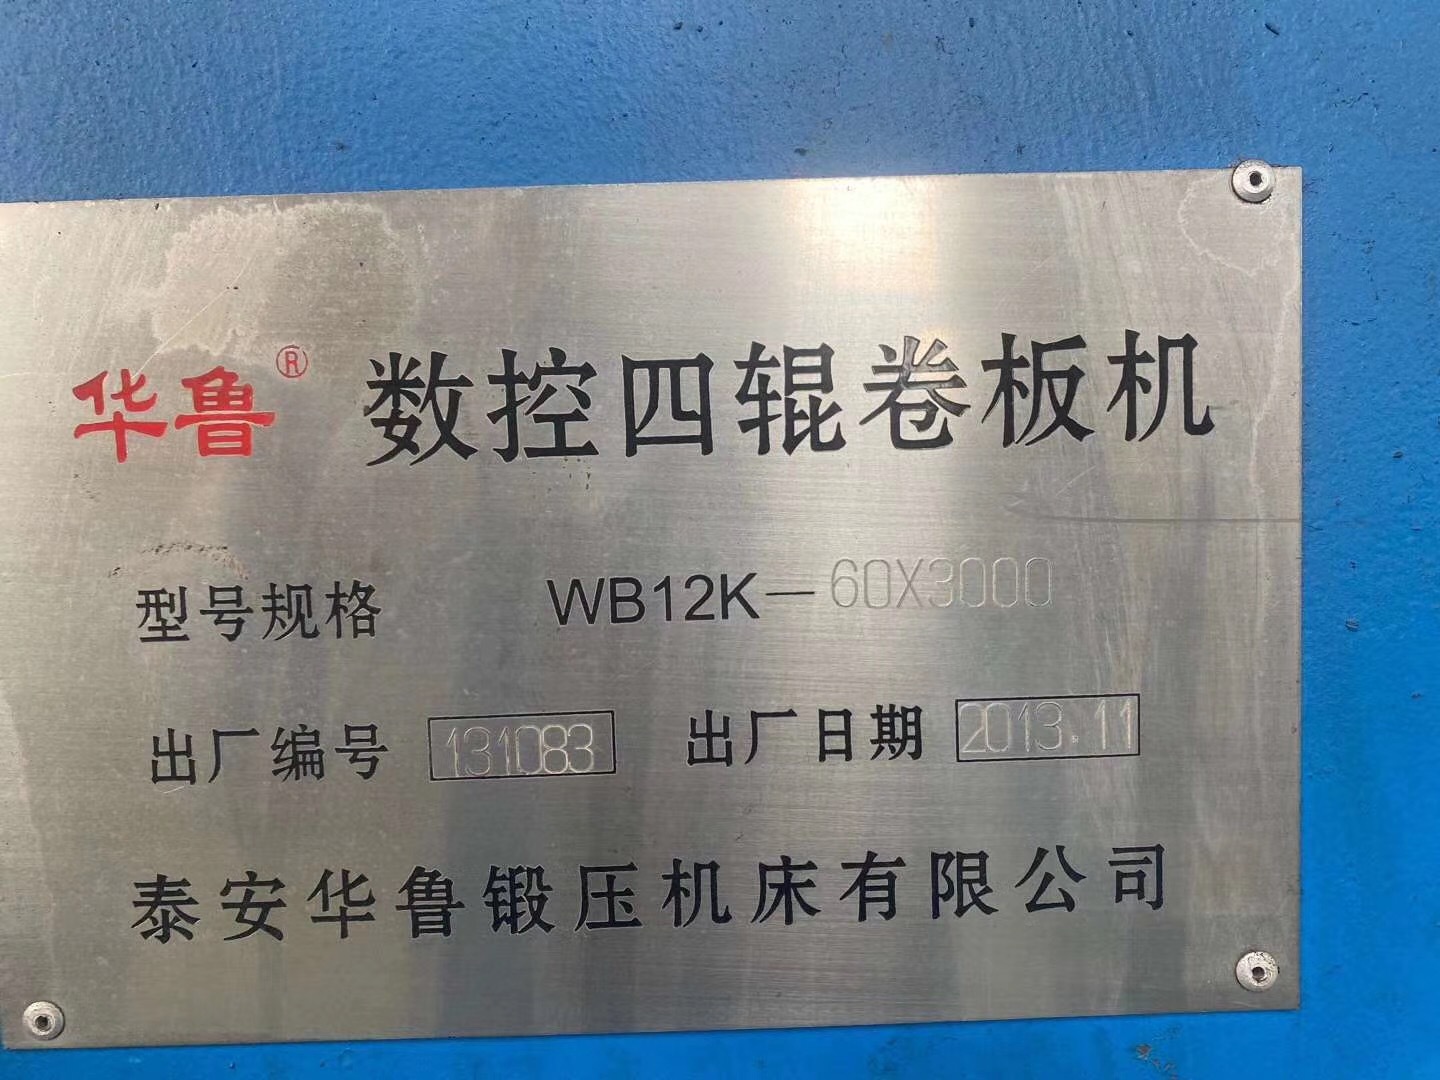 华鲁® 数控四辊卷板机
型号规格 WB12K-60X3000
出厂编号 131083 出厂日期 2013.11
泰安华鲁锻压机床有限公司